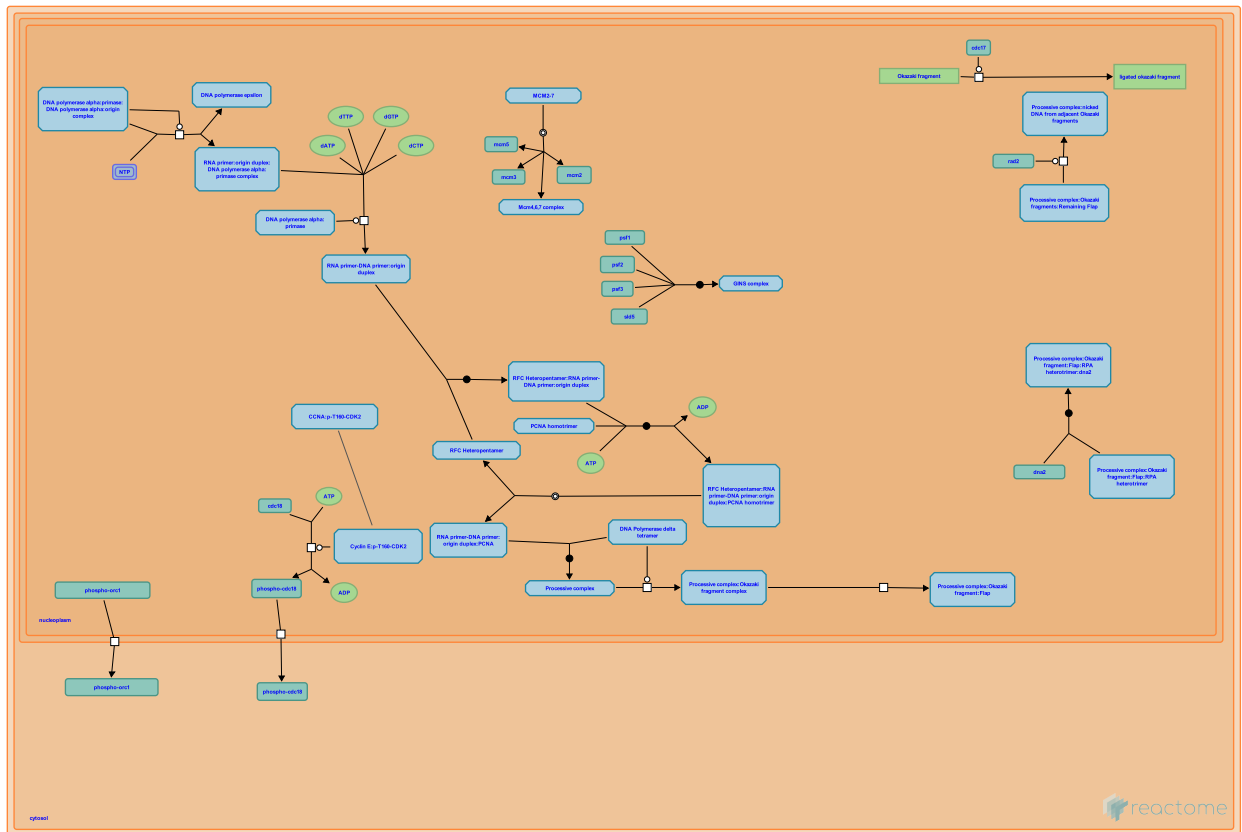 cdc17
Okazaki fragment
ligated okazaki fragment
DNA polymerase alpha:primase:
DNA polymerase alpha:origin
complex
DNA polymerase epsilon
MCM2-7
Processive complex:nicked
DNA from adjacent Okazaki
fragments
dTTP
dGTP
dATP
dCTP
mcm5
mcm3
mcm2
NTP
RNA primer:origin duplex:
DNA polymerase alpha:
primase complex
rad2
Processive complex:Okazaki
fragments:Remaining Flap
Mcm4,6,7 complex
DNA polymerase alpha:
primase
psf1
RNA primer-DNA primer:origin
duplex
psf2
psf3
sld5
GINS complex
Processive complex:Okazaki
fragment:Flap:RPA
heterotrimer:dna2
RFC Heteropentamer:RNA primer-
DNA primer:origin duplex
CCNA:p-T160-CDK2
PCNA homotrimer
ADP
RFC Heteropentamer
ATP
dna2
Processive complex:Okazaki
fragment:Flap:RPA
heterotrimer
RFC Heteropentamer:RNA
primer-DNA primer:origin
duplex:PCNA homotrimer
cdc18
ATP
Cyclin E:p-T160-CDK2
RNA primer-DNA primer:
origin duplex:PCNA
DNA Polymerase delta
tetramer
phospho-orc1
phospho-cdc18
ADP
Processive complex
Processive complex:Okazaki
fragment complex
Processive complex:Okazaki
fragment:Flap
nucleoplasm
phospho-orc1
phospho-cdc18
reactome
cytosol